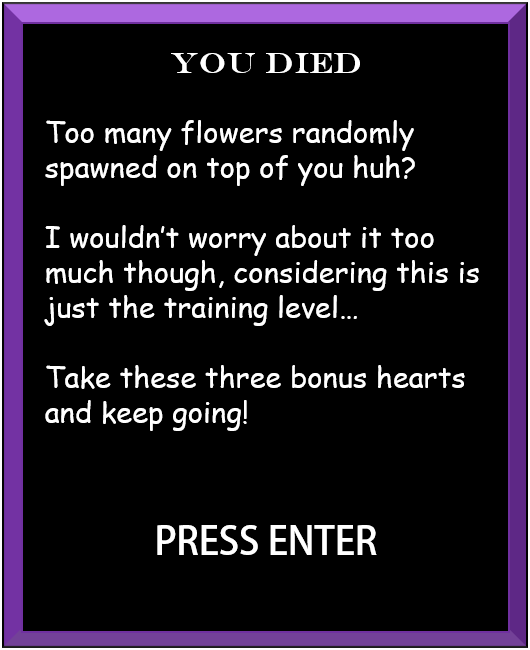 YOU DIED
Too many flowers randomly
spawned on top of you huh?
I wouldn't worry about it too
much though, considering this is
just the training level...
Take these three bonus hearts
and keep going!
PRESS ENTER